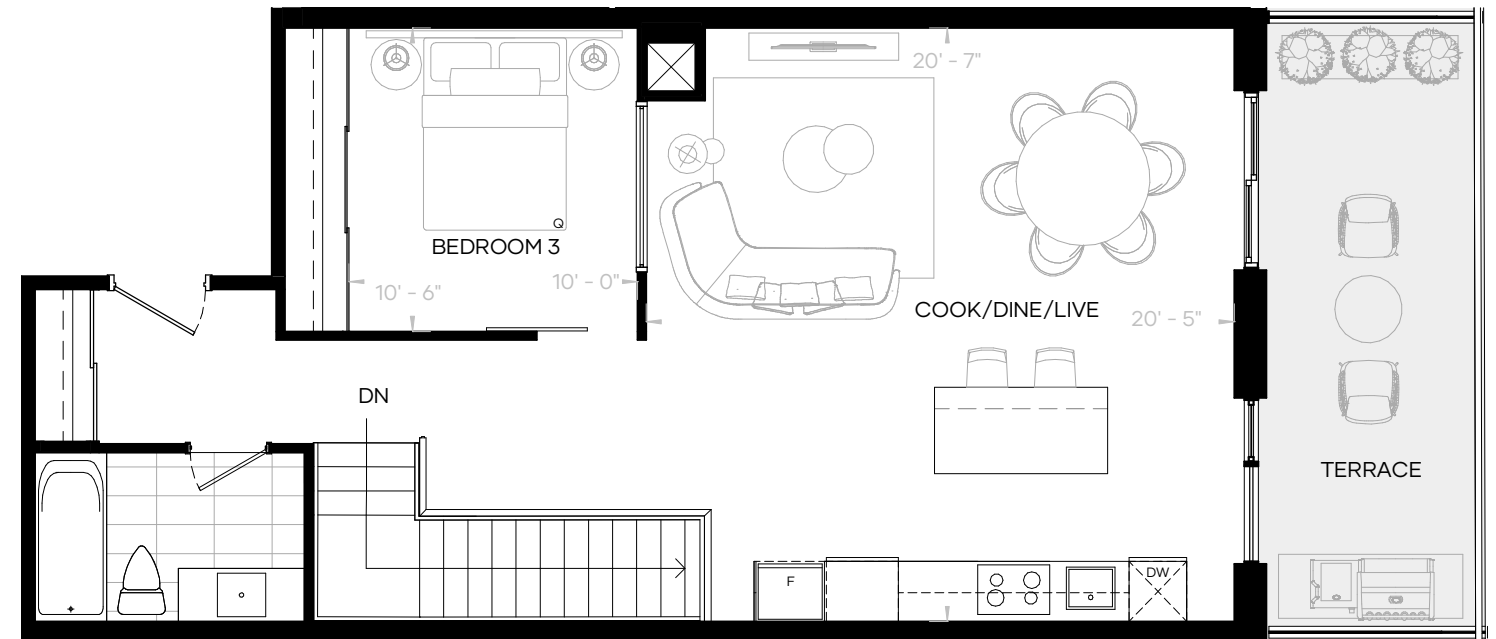 20' - 7"
Q
BEDROOM 3
10' - 6"
10' - 0"
COOK/DINE/LIVE
20' - 5"
DN
TERRACE
F
DW